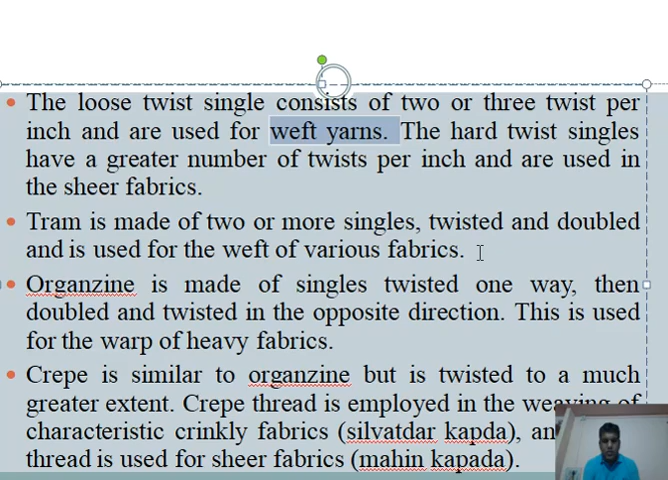 The loose twist single consists of two or three twist per
inch and are used for weft yarns. The hard twist singles
have a greater number of twists per inch and are used in
the sheer fabrics.
Tram is made of two or more singles, twisted and doubled
and is used for the weft of various fabrics.
Organzine is made of singles twisted one way, then
doubled and twisted in the opposite direction. This is used
for the warp of heavy fabrics.
Crepe is similar to organzine but is twisted to a much
greater extent. Crepe thread is employed in the weaving of
characteristic crinkly fabrics (silvatdar kapda),
thread is used for sheer fabrics (mahin kapada).